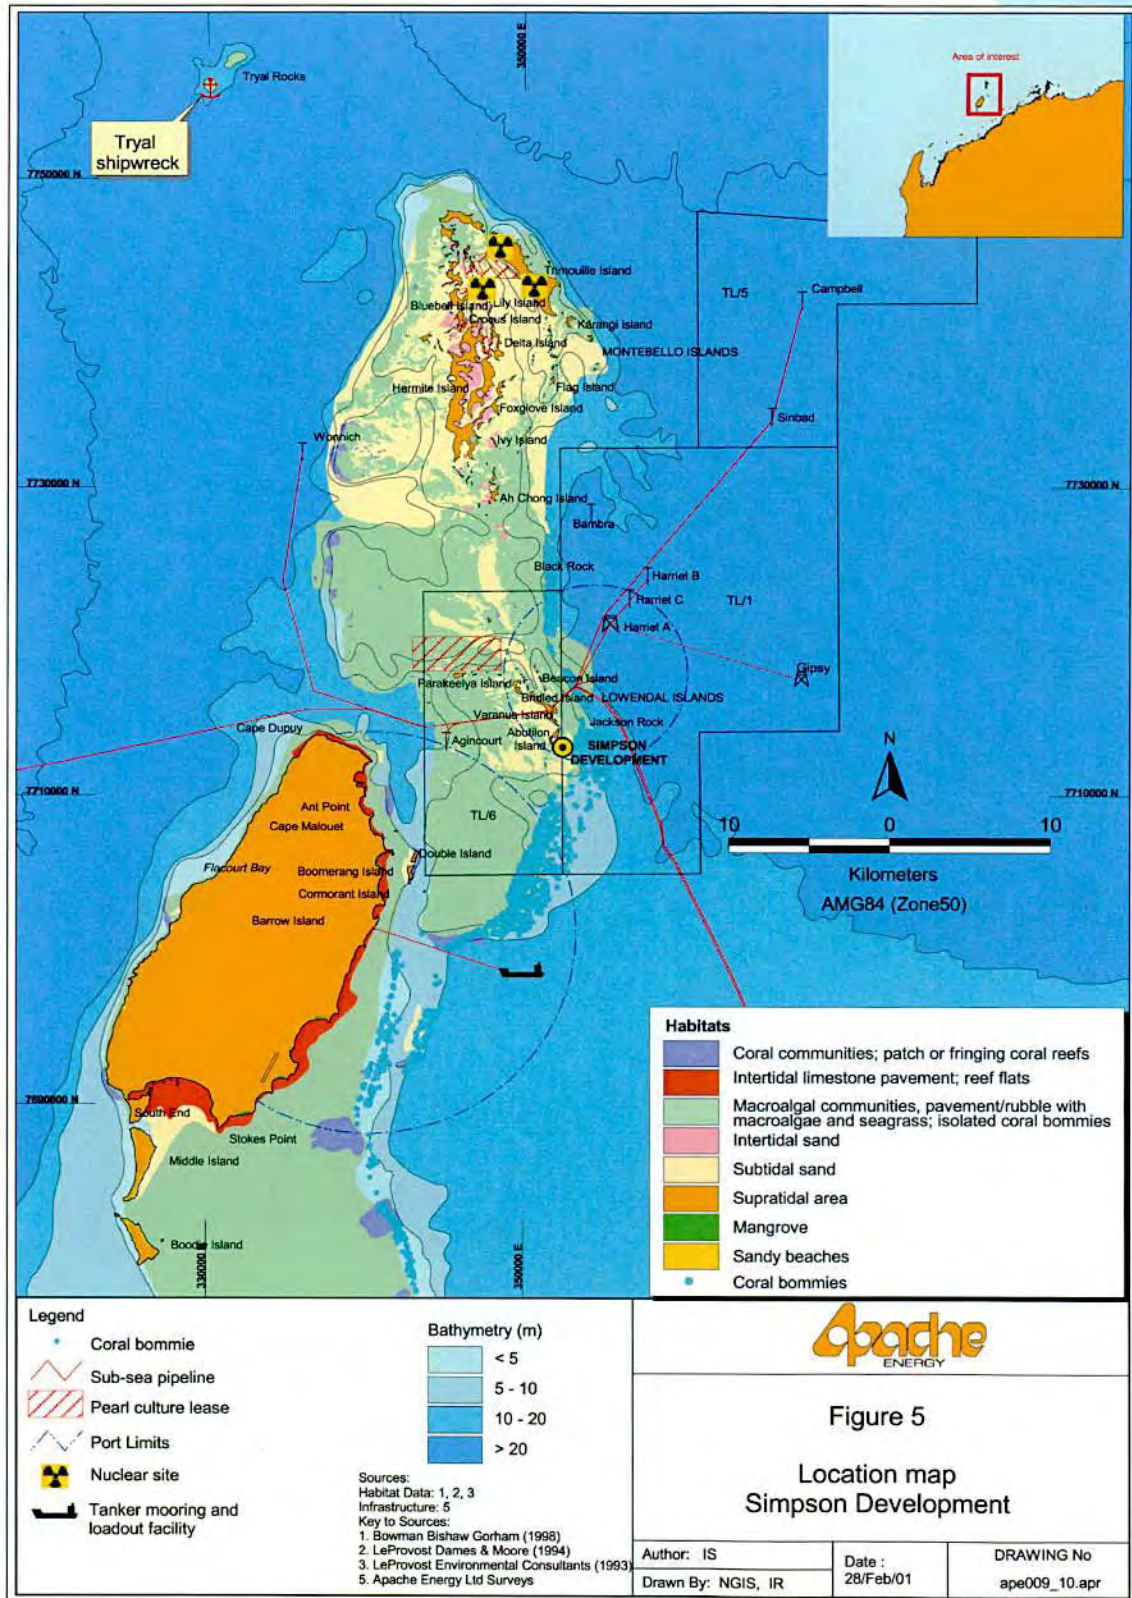 Area of interest
350000 E
Tryal Rocks
Tryal
shipwreck
7750000 N
Trimouille Island
TL/5
Campbell
Bluebell Island
Lily Island
Crocus Island
Karangi Island
Delta Island
MONTEBELLO ISLANDS
Hermite Island
Flag Island
Foxglove Island
Sinbad
Wonnich
Ivy Island
7730000 N
7730000 N
Ah Chong Island
Bambra
Black Rock
Harriet B
Harriet C
TL/1
Harriet A
Gipsy
Parakeelya Island
Beacon Island
Bridled Island
LOWENDAL ISLANDS
Varanus Island
Jackson Rock
Cape Dupuy
Agincourt
Abutilon
Island
SIMPSON
DEVELOPMENT
N
7710000 N
7710000 N
Ant Point
Cape Malouet
TL/6
10
0
10
Flacourt Bay
Double Island
Boomerang Island
Kilometers
Cormorant Island
AMG84 (Zone50)
Barrow Island
7690000 N
South End
Stokes Point
Middle Island
Boodie Island
330000 E
350000 E
Habitats
Coral communities; patch or fringing coral reefs
Intertidal limestone pavement; reef flats
Macroalgal communities, pavement/rubble with
macroalgae and seagrass; isolated coral bommies
Intertidal sand
Subtidal sand
Supratidal area
Mangrove
Sandy beaches
Coral bommies
Legend
Coral bommie
Sub-sea pipeline
Pearl culture lease
Port Limits
Nuclear site
Tanker mooring and
loadout facility
Bathymetry (m)
< 5
5 - 10
10 - 20
> 20
Sources:
Habitat Data: 1, 2, 3
Infrastructure: 5
Key to Sources:
1. Bowman Bishaw Gorham (1998)
2. LeProvost Dames & Moore (1994)
3. LeProvost Environmental Consultants (1993)
5. Apache Energy Ltd Surveys
Apache
ENERGY
Figure 5
Location map
Simpson Development
Author: IS
Drawn By: NGIS, IR
Date :
28/Feb/01
DRAWING No
ape009_10.apr